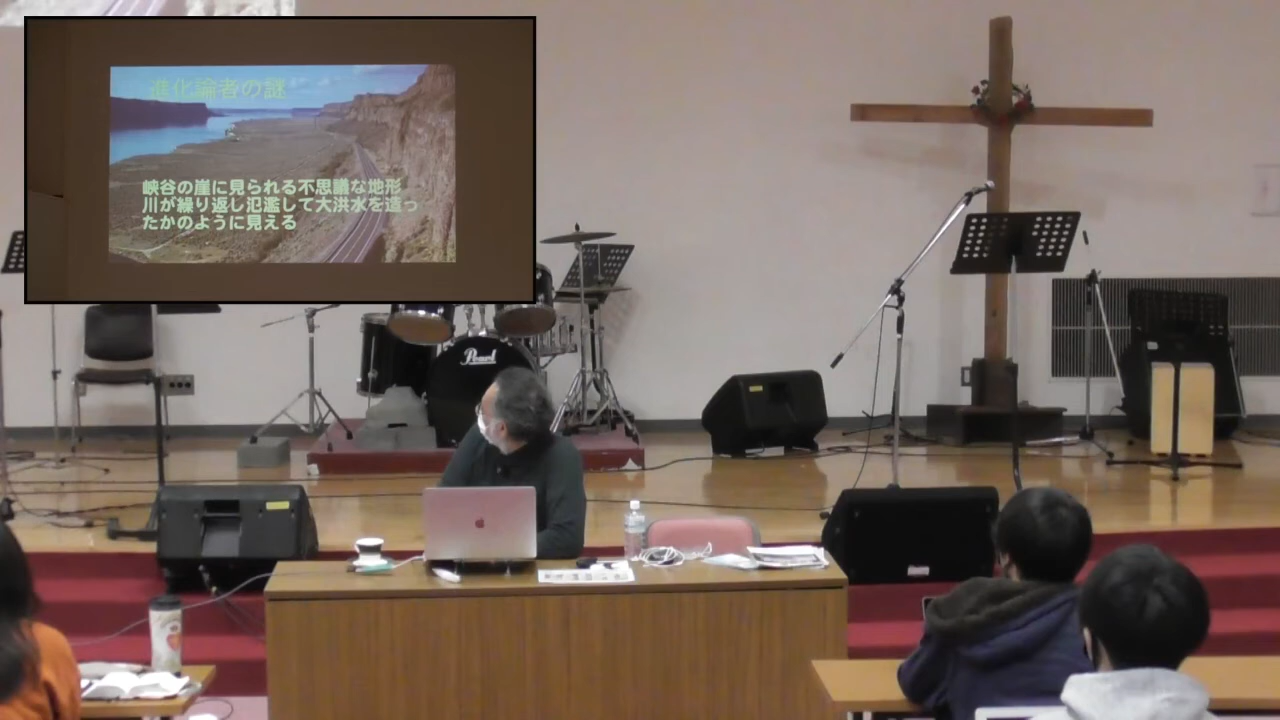 進化論者の謎
峡谷の崖に見られる不思議な地形
川が繰り返し氾濫して大洪水を造っ
たかのように見える
Pearl